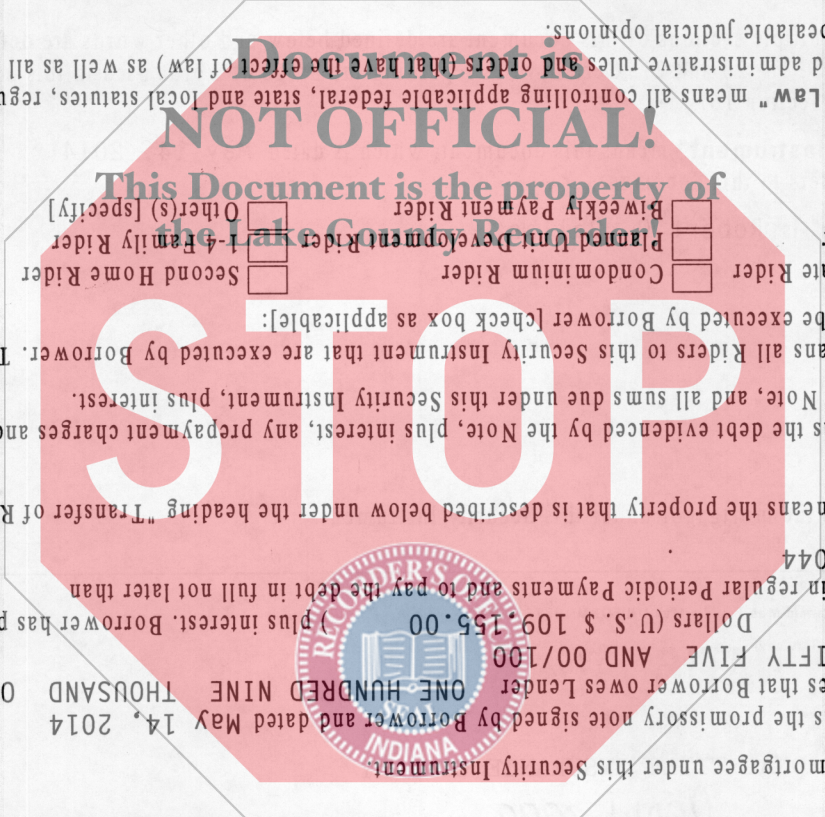 Document is
NOT OFFICIAL!
This Document is the property of
the Lake County Recorder!
STOP
RECORDER'S OFFICE
SEAL
INDIANA
mortgagee under this Security Instrument.
s the promissory note signed by Borrower and dated May 14, 2014
es that Borrower owes Lender ONE HUNDRED NINE THOUSAND O
IFTY FIVE AND 00/100
Dollars (U.S. $ 109,155.00 ) plus interest. Borrower has p
in regular Periodic Payments and to pay the debt in full not later than
044
means the property that is described below under the heading "Transfer of R
s the debt evidenced by the Note, plus interest, any prepayment charges and
Note, and all sums due under this Security Instrument, plus interest.
ans all Riders to this Security Instrument that are executed by Borrower. T
be executed by Borrower [check box as applicable]:
ate Rider Condominium Rider Second Home Rider
Planned Unit Development Rider 1-4 Family Rider
Biweekly Payment Rider Other(s) [specify]
Law" means all controlling applicable federal, state and local statutes, regu
d administrative rules and orders (that have the effect of law) as well as all
pealable judicial opinions.